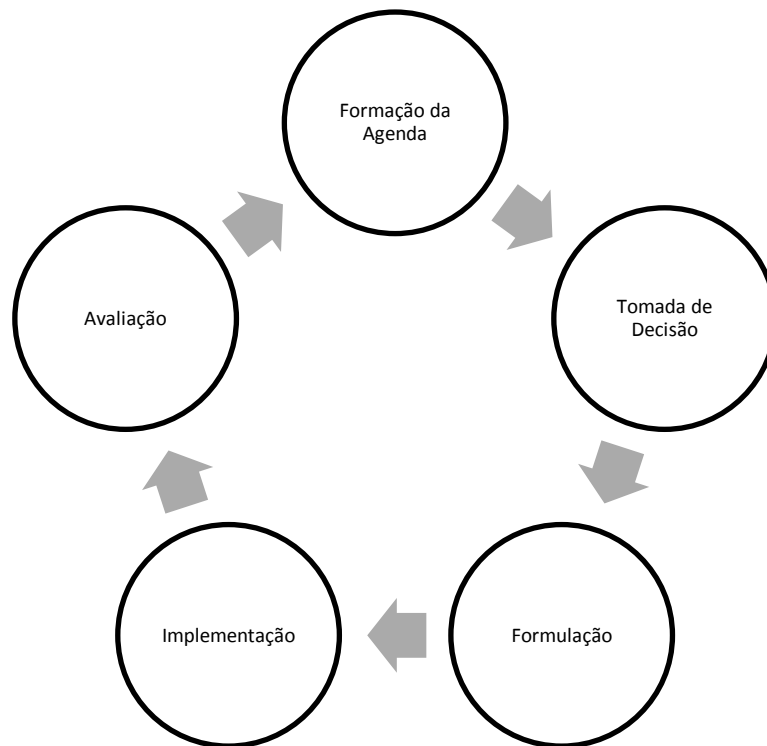 Formação da
Agenda
Tomada de
Decisão
Formulação
Implementação
Avaliação